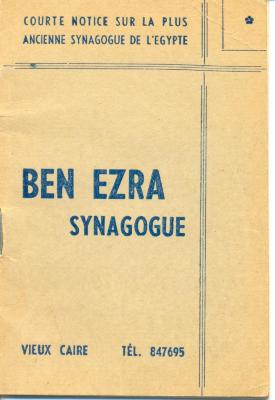 COURTE NOTICE SUR LA PLUS
ANCIENNE SYNAGOGUE DE L'EGYPTE
BEN EZRA
SYNAGOGUE
VIEUX CAIRE TÉL. 847695